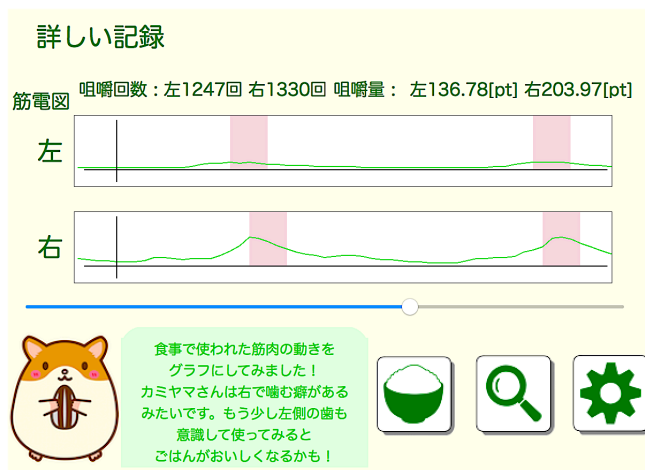 詳しい記録
筋電図
咀嚼回数：左1247回 右1330回 咀嚼量： 左136.78[pt] 右203.97[pt]
左
右
食事で使われた筋肉の動きを
グラフにしてみました！
カミヤマさんは右で噛む癖がある
みたいです。もう少し左側の歯も
意識して使ってみると
ごはんがおいしくなるかも！